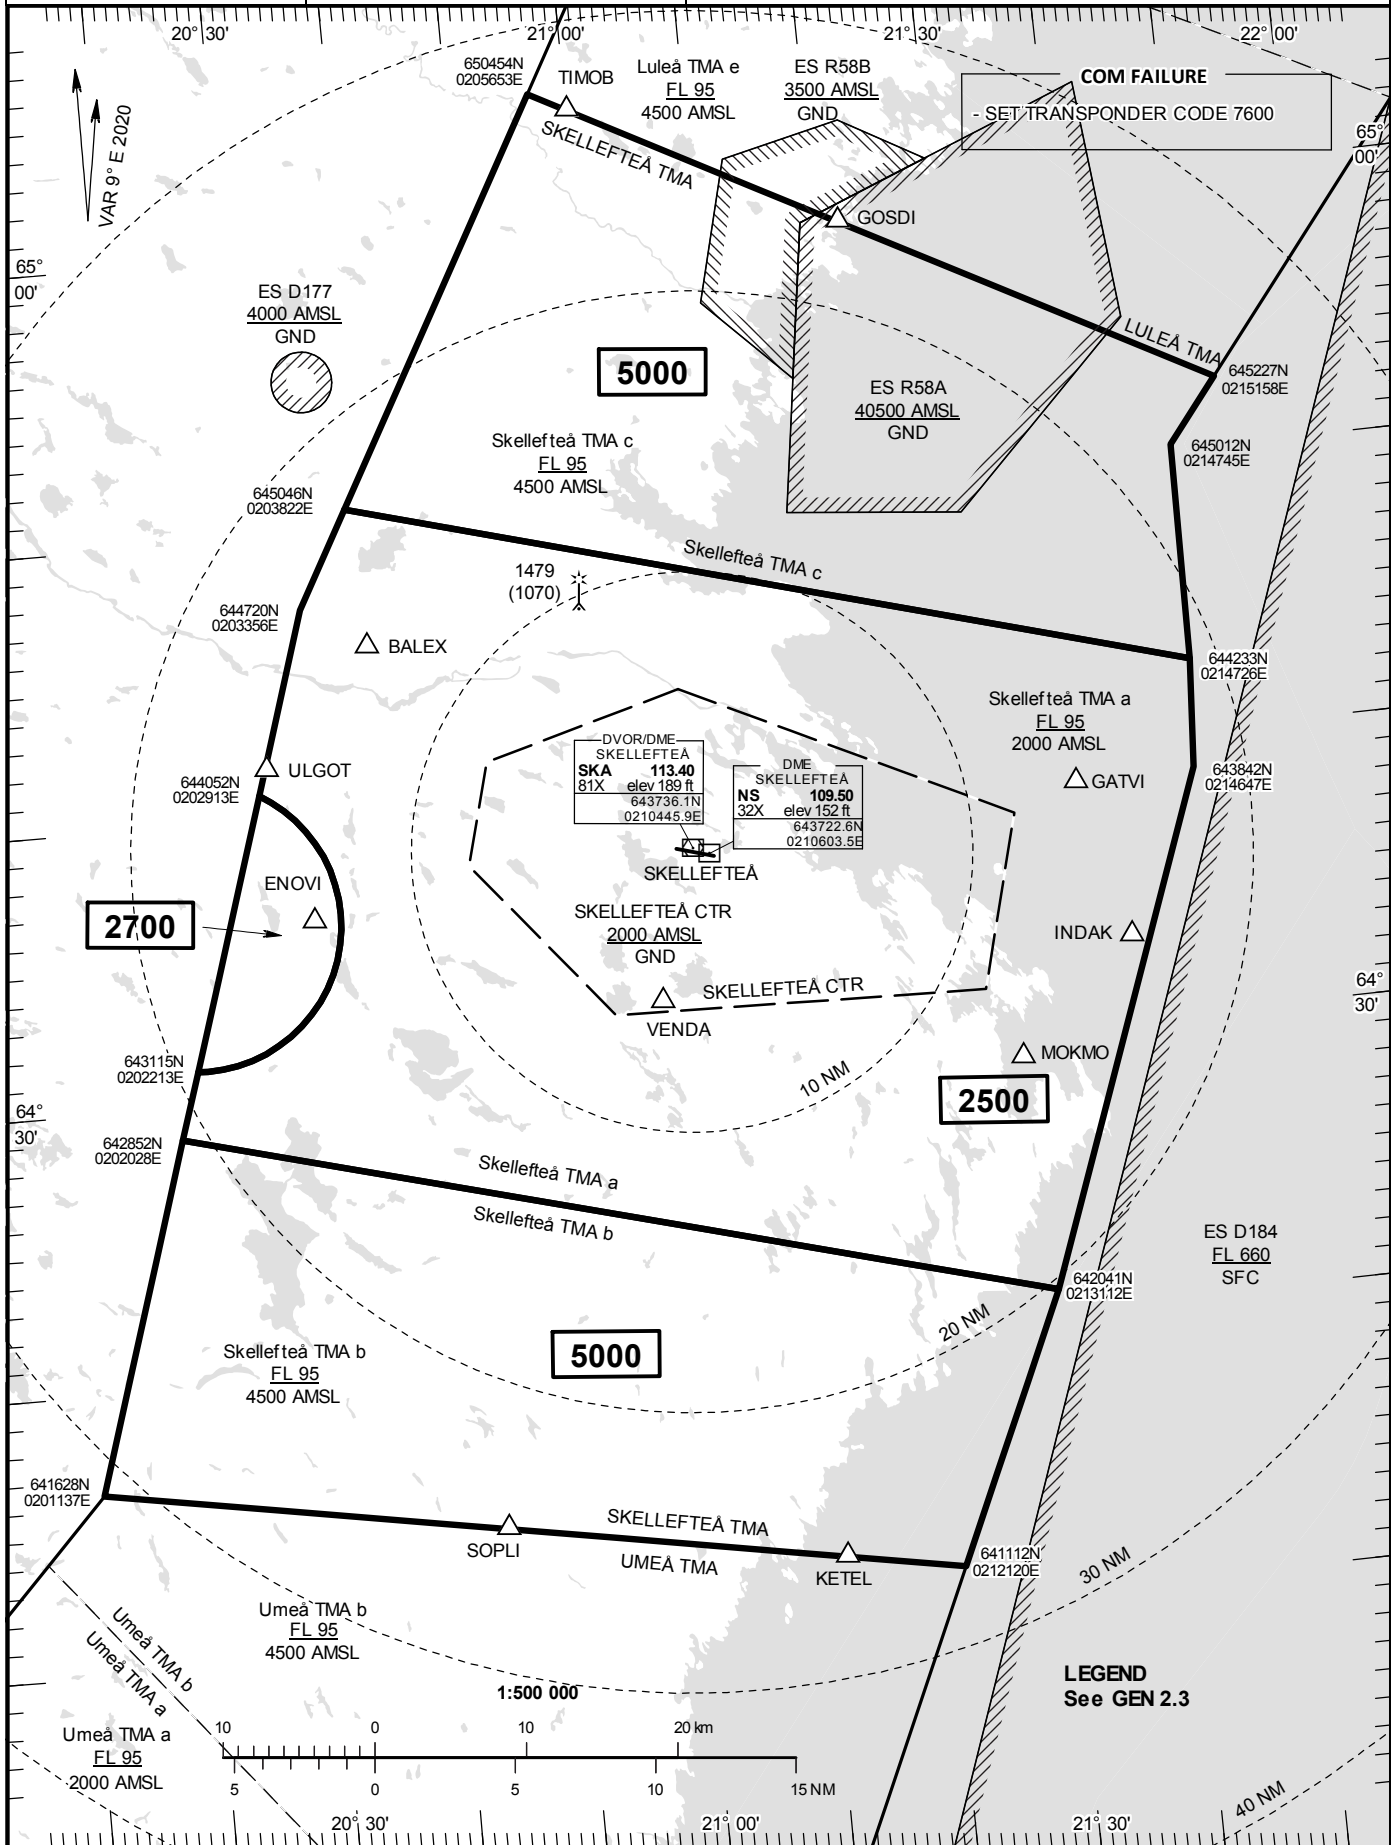 20° 30'
21° 00'
21° 30'
22° 00'
650454N
0205653E
TIMOB
Luleå TMA e
FL 95
4500 AMSL
ES R58B
3500 AMSL
GND
COM FAILURE
- SET TRANSPONDER CODE 7600
65°
00'
VAR 9° E 2020
SKELLEFTEÅ TMA
GOSDI
65°
00'
ES D177
4000 AMSL
GND
LULEÅ TMA
645227N
0215158E
5000
ES R58A
40500 AMSL
GND
Skellefteå TMA c
FL 95
4500 AMSL
645012N
0214745E
645046N
0203822E
Skellefteå TMA c
1479
(1070)
644720N
0203356E
BALEX
644233N
0214726E
Skellefteå TMA a
FL 95
2000 AMSL
DVOR/DME
SKELLEFTEÅ
SKA 113.40
81X elev 189 ft
643736.1N
0210445.9E
DME
SKELLEFTEÅ
NS 109.50
32X elev 152 ft
643722.6N
0210603.5E
ULGOT
GATVI
643842N
0214647E
644052N
0202913E
SKELLEFTEÅ
ENOVI
2700
SKELLEFTEÅ CTR
2000 AMSL
GND
INDAK
SKELLEFTEÅ CTR
VENDA
64°
30'
MOKMO
10 NM
2500
643115N
0202213E
64°
30'
642852N
0202028E
Skellefteå TMA a
Skellefteå TMA b
ES D184
FL 660
SFC
642041N
0213112E
20 NM
5000
Skellefteå TMA b
FL 95
4500 AMSL
641628N
0201137E
SOPLI
SKELLEFTEÅ TMA
UMEÅ TMA
KETEL
641112N
0212120E
30 NM
Umeå TMA b
FL 95
4500 AMSL
Umeå TMA b
Umeå TMA a
LEGEND
See GEN 2.3
1:500 000
10 0 10 20 km
Umeå TMA a
FL 95
2000 AMSL
5 0 5 10 15 NM
40 NM
20° 30'
21° 00'
21° 30'